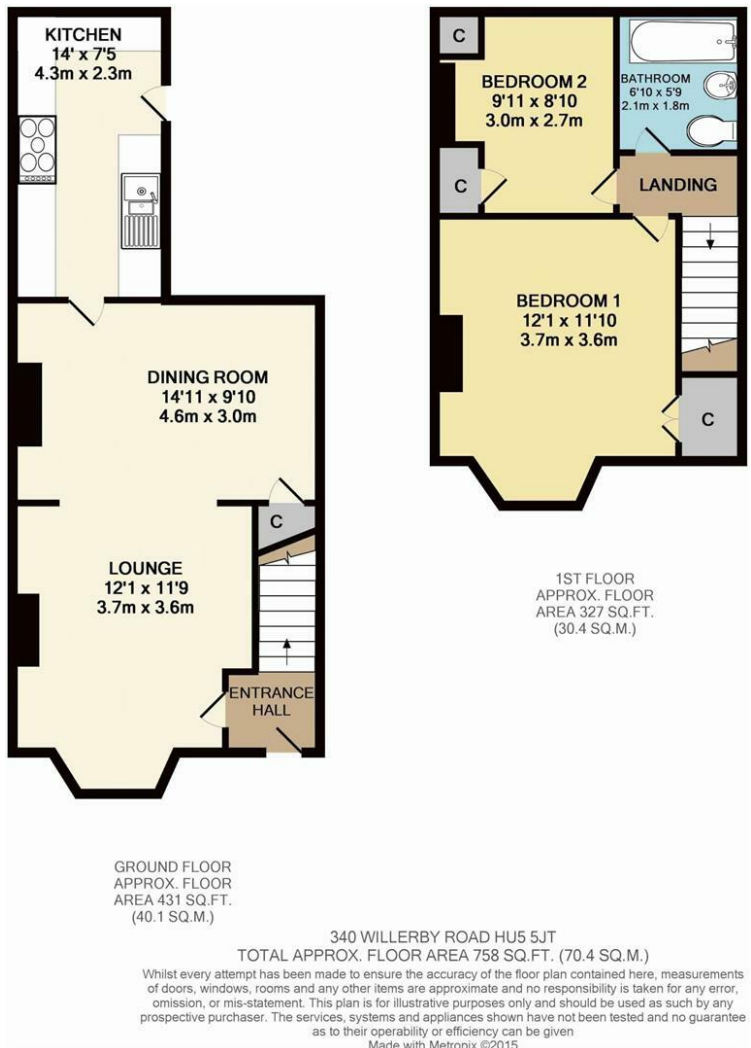 KITCHEN
14' x 7'5
4.3m x 2.3m
DINING ROOM
14'11 x 9'10
4.6m x 3.0m
C
LOUNGE
12'1 x 11'9
3.7m x 3.6m
ENTRANCE
HALL
GROUND FLOOR
APPROX. FLOOR
AREA 431 SQ.FT.
(40.1 SQ.M.)
C
BEDROOM 2
9'11 x 8'10
3.0m x 2.7m
BATHROOM
6'10 x 5'9
2.1m x 1.8m
C
LANDING
BEDROOM 1
12'1 x 11'10
3.7m x 3.6m
C
1ST FLOOR
APPROX. FLOOR
AREA 327 SQ.FT.
(30.4 SQ.M.)
340 WILLERBY ROAD HU5 5JT
TOTAL APPROX. FLOOR AREA 758 SQ.FT. (70.4 SQ.M.)
Whilst every attempt has been made to ensure the accuracy of the floor plan contained here, measurements
of doors, windows, rooms and any other items are approximate and no responsibility is taken for any error,
omission, or mis-statement. This plan is for illustrative purposes only and should be used as such by any
prospective purchaser. The services, systems and appliances shown have not been tested and no guarantee
as to their operability or efficiency can be given
Made with Metropix ©2015